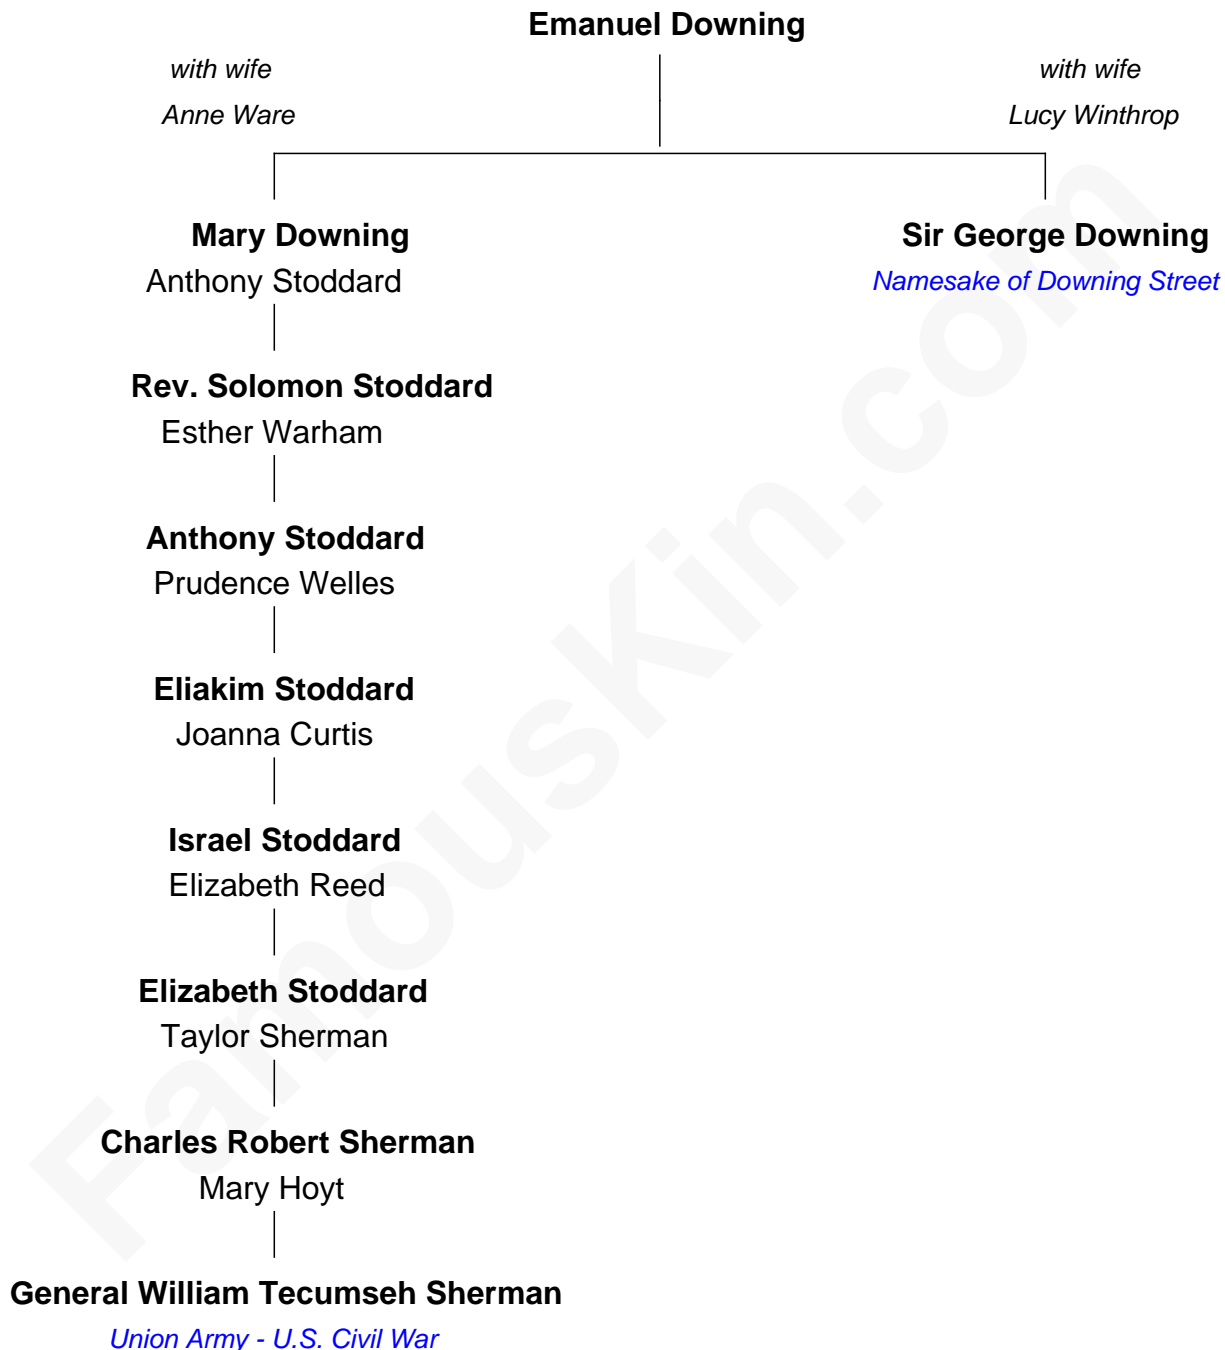 Emanuel Downing
with wife
Anne Ware
with wife
Lucy Winthrop
Mary Downing
Anthony Stoddard
Sir George Downing
Namesake of Downing Street
Rev. Solomon Stoddard
Esther Warham
Anthony Stoddard
Prudence Welles
Eliakim Stoddard
Joanna Curtis
Israel Stoddard
Elizabeth Reed
Elizabeth Stoddard
Taylor Sherman
Charles Robert Sherman
Mary Hoyt
General William Tecumseh Sherman
Union Army - U.S. Civil War
FamousKin.com